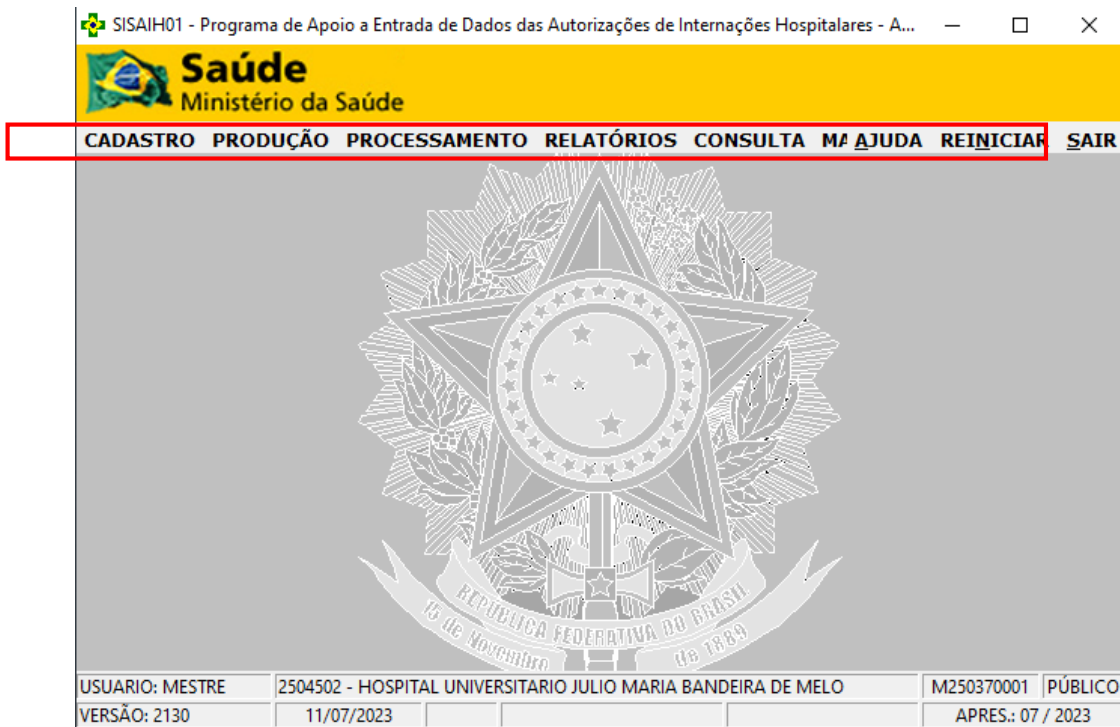 SISAIH01 - Programa de Apoio a Entrada de Dados das Autorizações de Internações Hospitalares - A...
Saúde
Ministério da Saúde
CADASTRO PRODUÇÃO PROCESSAMENTO RELATÓRIOS CONSULTA MA AJUDA REINICIAR SAIR
REPUBLICA FEDERATIVA DO BRASIL
15 de Novembro de 1889
USUARIO: MESTRE 2504502 - HOSPITAL UNIVERSITARIO JULIO MARIA BANDEIRA DE MELO M250370001 PÚBLICO
VERSÃO: 2130 11/07/2023 APRES.: 07 / 2023